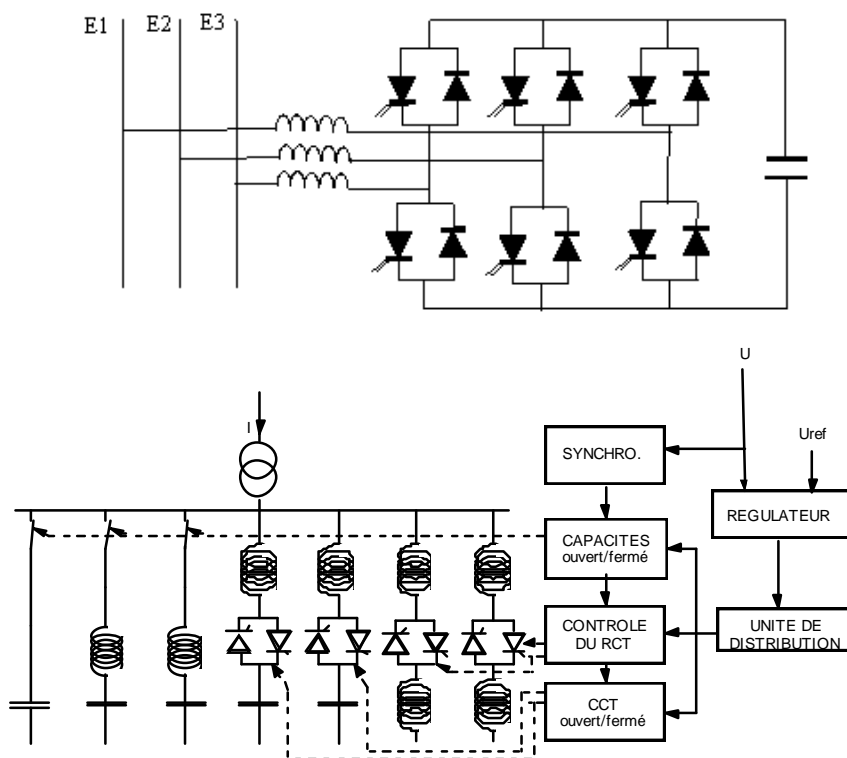 E1 E2 E3
U
Uref
I
SYNCHRO.
REGULATEUR
CAPACITES
ouvert/fermé
CONTROLE
DU RCT
UNITE DE
DISTRIBUTION
CCT
ouvert/fermé